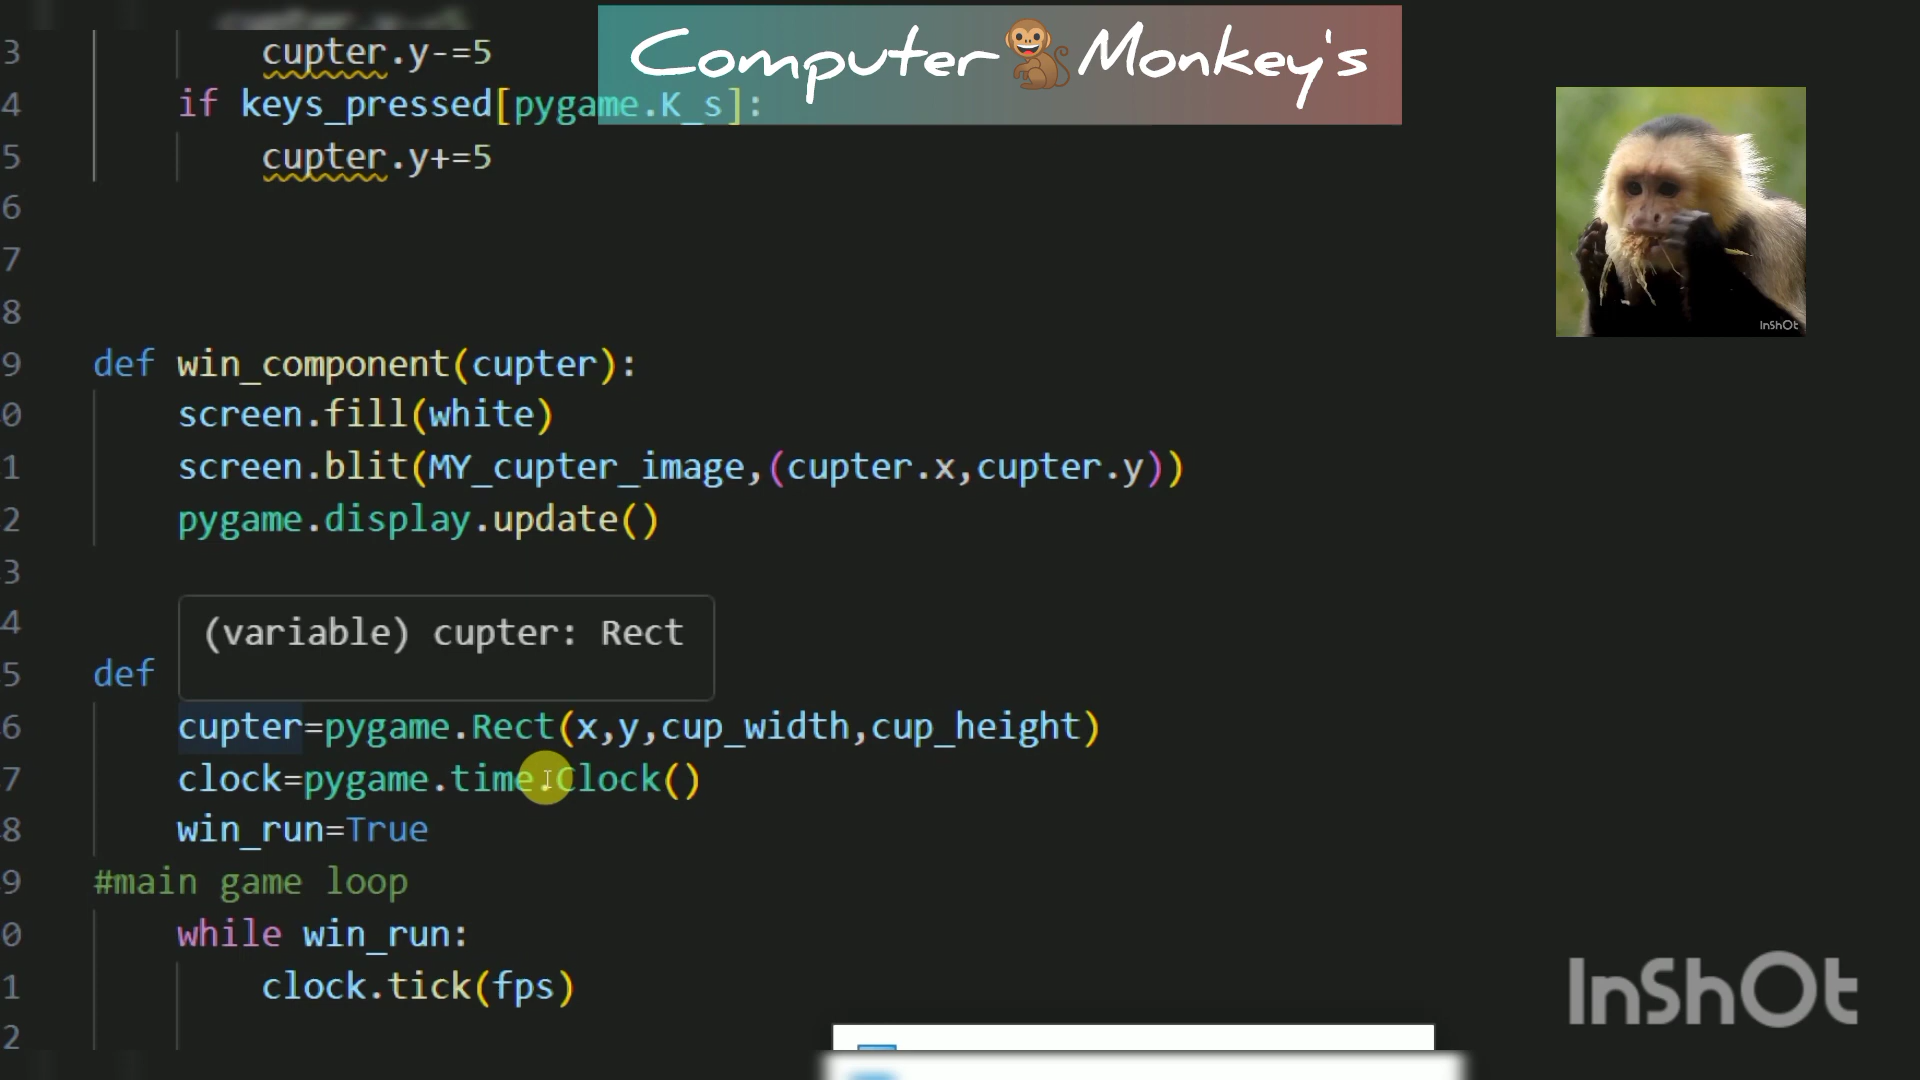 Computer Monkey's
3 cupter.y-=5
4 if keys_pressed[pygame.K_s]:
5 cupter.y+=5
6
7
8
9 def win_component(cupter):
0 screen.fill(white)
1 screen.blit(MY_cupter_image,(cupter.x,cupter.y))
2 pygame.display.update()
3
4 (variable) cupter: Rect
5 def
6 cupter=pygame.Rect(x,y,cup_width,cup_height)
7 clock=pygame.time.Clock()
8 win_run=True
9 #main game loop
0 while win_run:
1 clock.tick(fps)
2
InShOt
InShOt